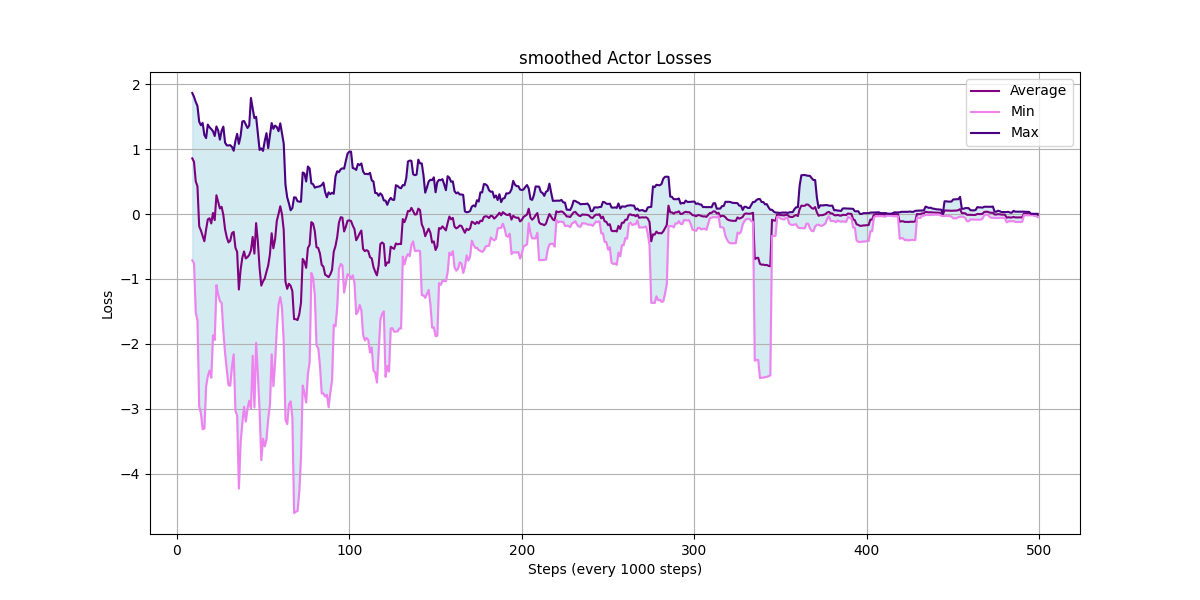 smoothed Actor Losses
Average
Min
Max
Loss
2
1
0
−1
−2
−3
−4
0 100 200 300 400 500
Steps (every 1000 steps)